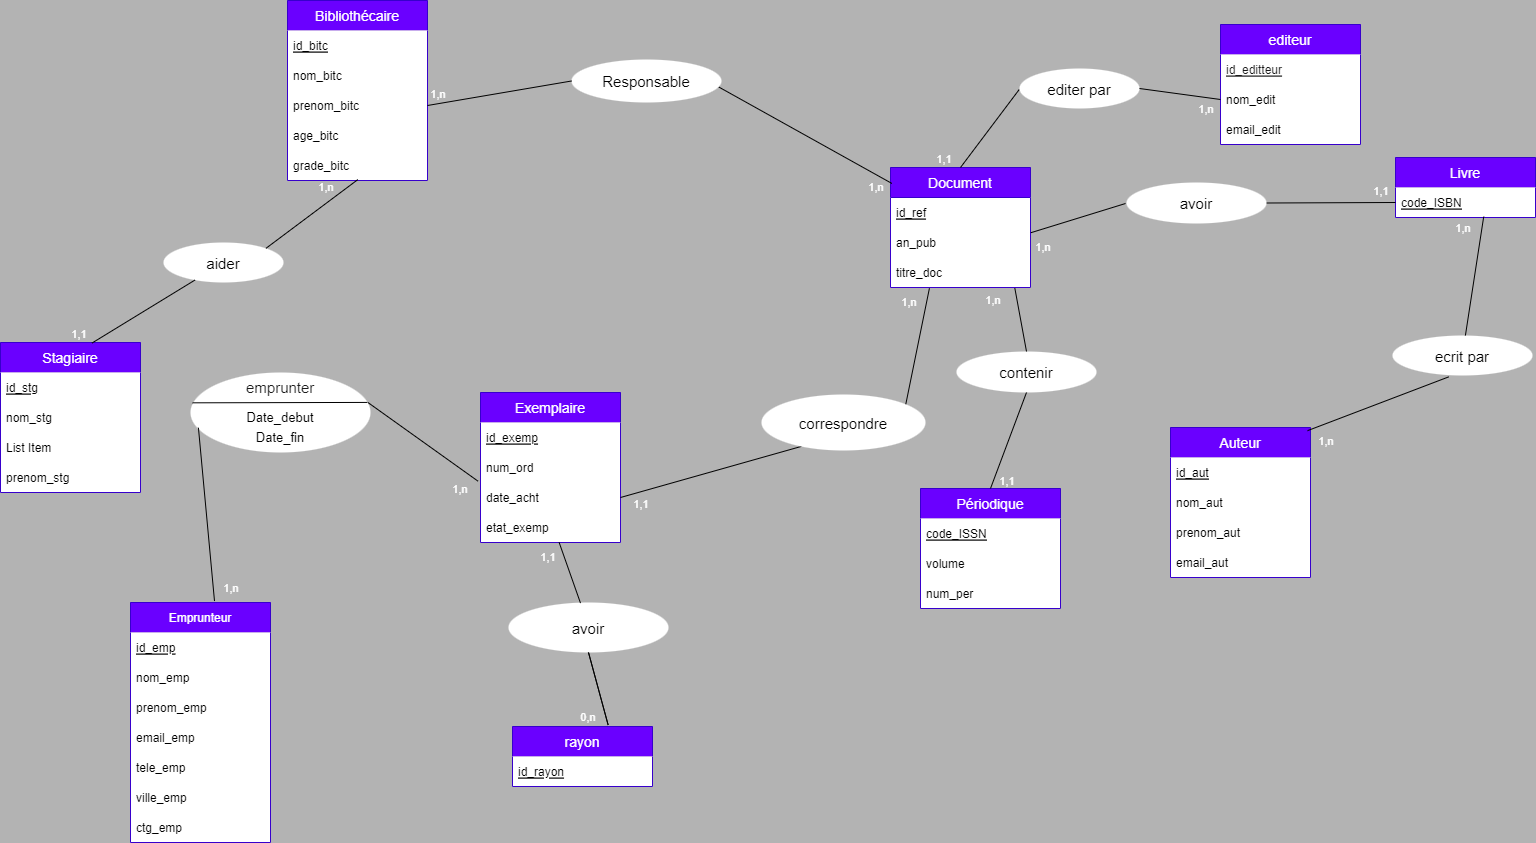 Bibliothécaire
id_bitc
nom_bitc
prenom_bitc
age_bitc
grade_bitc
1,n
1,n
Responsable
1,n
editer par
1,1
1,n
editeur
id_editteur
nom_edit
email_edit
Document
id_ref
an_pub
titre_doc
1,n
1,n
1,n
avoir
1,1
Livre
code_ISBN
1,n
aider
1,1
Stagiaire
id_stg
nom_stg
List Item
prenom_stg
emprunter
Date_debut
Date_fin
1,n
1,n
Exemplaire
id_exemp
num_ord
date_acht
etat_exemp
1,1
1,1
correspondre
contenir
1,1
Périodique
code_ISSN
volume
num_per
ecrit par
1,n
Auteur
id_aut
nom_aut
prenom_aut
email_aut
Emprunteur
id_emp
nom_emp
prenom_emp
email_emp
tele_emp
ville_emp
ctg_emp
avoir
0,n
rayon
id_rayon